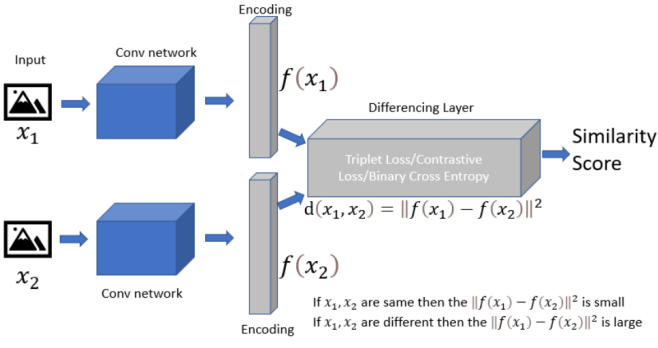 Encoding
Conv network
Input
f(x₁)
x₁
Differencing Layer
Triplet Loss/Contrastive
Loss/Binary Cross Entropy
Similarity
Score
d(x₁, x₂) = ‖f(x₁) − f(x₂)‖²
x₂
f(x₂)
Conv network
Encoding
If x₁, x₂ are same then the ‖f(x₁) − f(x₂)‖² is small
If x₁, x₂ are different then the ‖f(x₁) − f(x₂)‖² is large